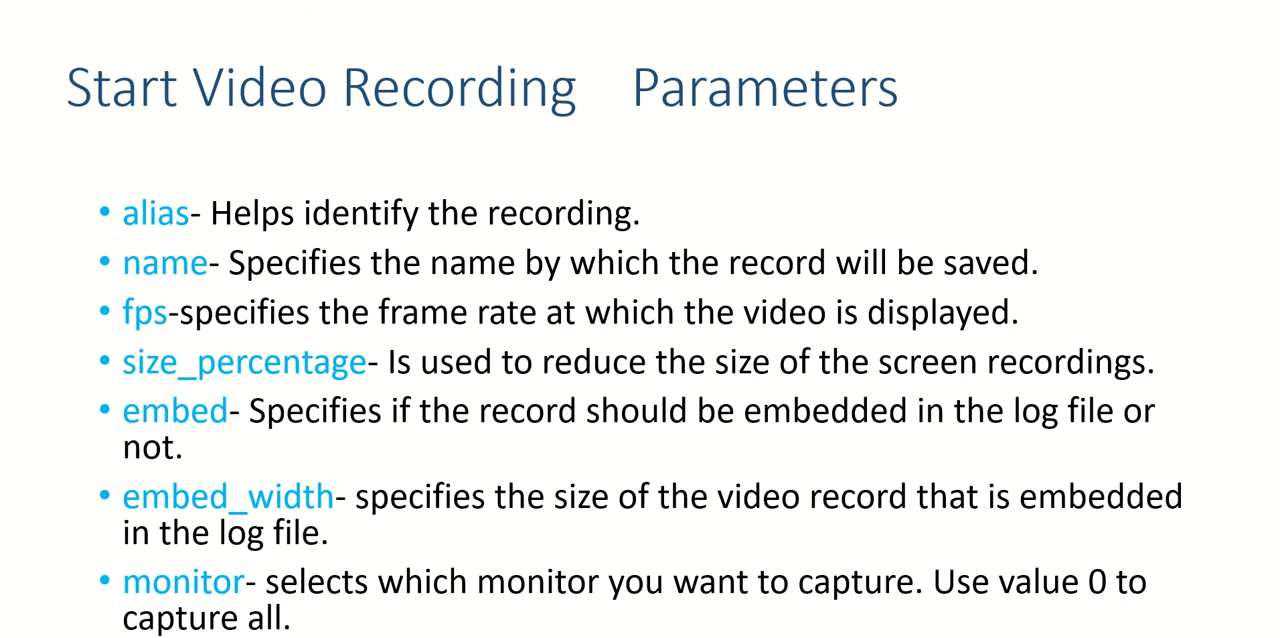 Start Video Recording Parameters
• alias- Helps identify the recording.
• name- Specifies the name by which the record will be saved.
• fps-specifies the frame rate at which the video is displayed.
• size_percentage- Is used to reduce the size of the screen recordings.
• embed- Specifies if the record should be embedded in the log file or
not.
• embed_width- specifies the size of the video record that is embedded
in the log file.
• monitor- selects which monitor you want to capture. Use value 0 to
capture all.